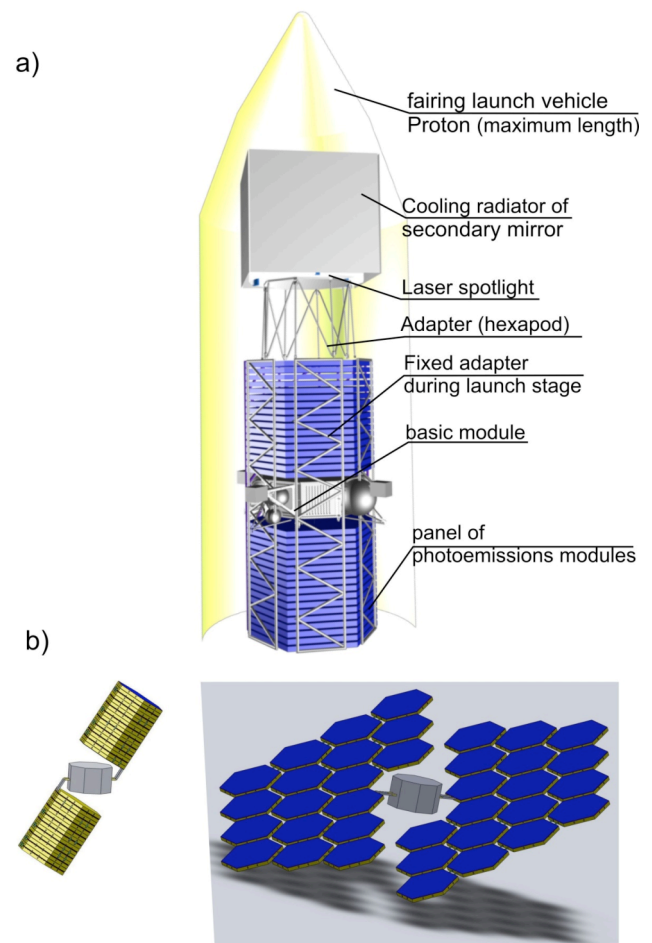 a)
fairing launch vehicle
Proton (maximum length)
Cooling radiator of
secondary mirror
Laser spotlight
Adapter (hexapod)
Fixed adapter
during launch stage
basic module
panel of
photoemissions modules
b)